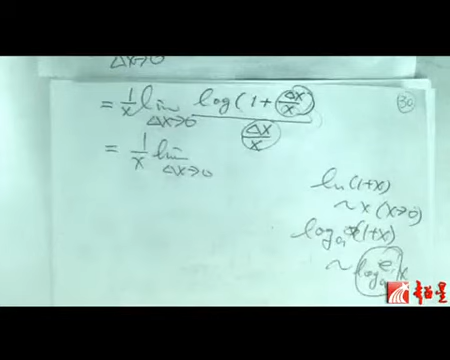 Δx→0
= 1/x lim Δx→0 log(1+ Δx/x) / Δx/x
30
= 1/x lim Δx→0
ln(1+x)
~x (x→0)
log_a(1+x)
~ log_a e x